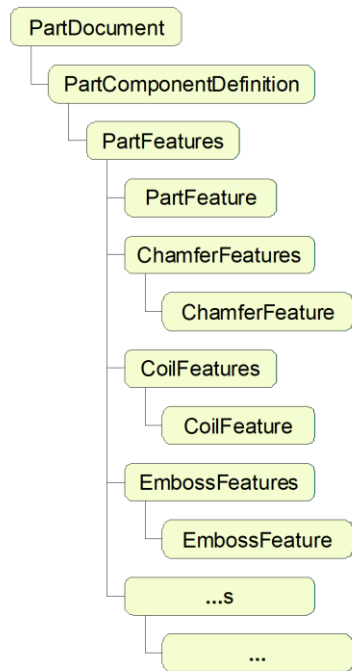 PartDocument
PartComponentDefinition
PartFeatures
PartFeature
ChamferFeatures
ChamferFeature
CoilFeatures
CoilFeature
EmbossFeatures
EmbossFeature
...s
...